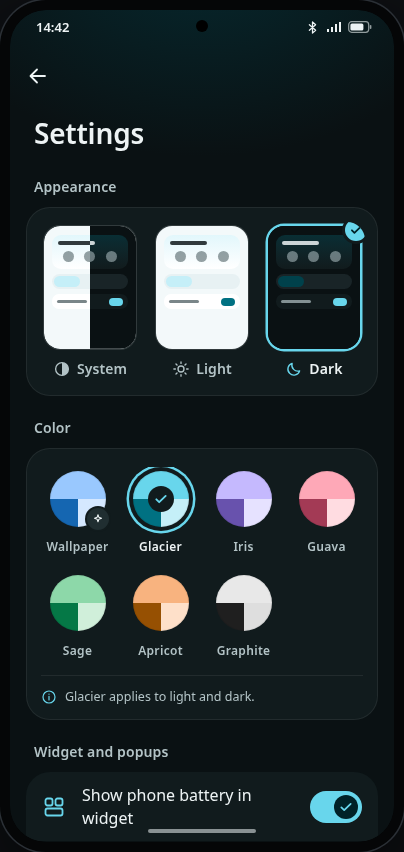 14:42
Settings
Appearance
System
Light
Dark
Color
Wallpaper
Glacier
Iris
Guava
Sage
Apricot
Graphite
Glacier applies to light and dark.
Widget and popups
Show phone battery in
widget